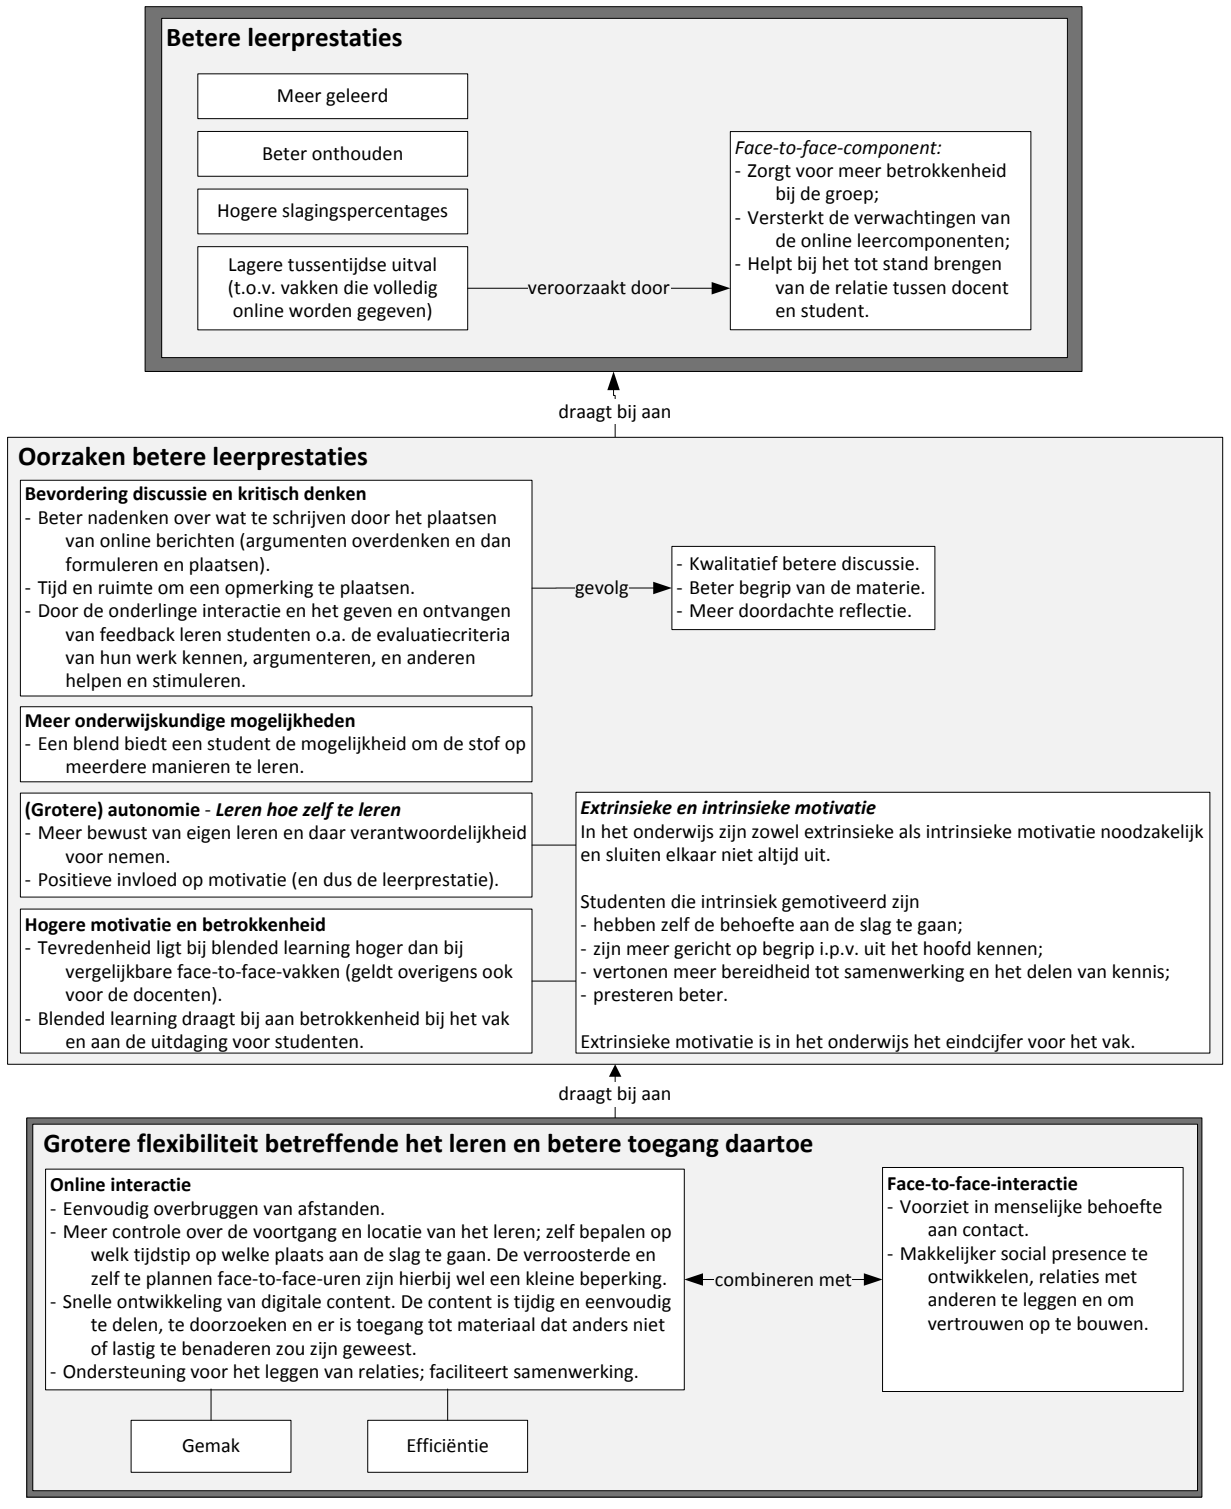 Betere leerprestaties
Meer geleerd
Beter onthouden
Hogere slagingspercentages
Lagere tussentijdse uitval
(t.o.v. vakken die volledig
online worden gegeven)
veroorzaakt door
Face-to-face-component:
- Zorgt voor meer betrokkenheid
bij de groep;
- Versterkt de verwachtingen van
de online leercomponenten;
- Helpt bij het tot stand brengen
van de relatie tussen docent
en student.
draagt bij aan
Oorzaken betere leerprestaties
Bevordering discussie en kritisch denken
- Beter nadenken over wat te schrijven door het plaatsen
van online berichten (argumenten overdenken en dan
formuleren en plaatsen).
- Tijd en ruimte om een opmerking te plaatsen.
- Door de onderlinge interactie en het geven en ontvangen
van feedback leren studenten o.a. de evaluatiecriteria
van hun werk kennen, argumenteren, en anderen
helpen en stimuleren.
gevolg
- Kwalitatief betere discussie.
- Beter begrip van de materie.
- Meer doordachte reflectie.
Meer onderwijskundige mogelijkheden
- Een blend biedt een student de mogelijkheid om de stof op
meerdere manieren te leren.
(Grotere) autonomie - Leren hoe zelf te leren
- Meer bewust van eigen leren en daar verantwoordelijkheid
voor nemen.
- Positieve invloed op motivatie (en dus de leerprestatie).
Hogere motivatie en betrokkenheid
- Tevredenheid ligt bij blended learning hoger dan bij
vergelijkbare face-to-face-vakken (geldt overigens ook
voor de docenten).
- Blended learning draagt bij aan betrokkenheid bij het vak
en aan de uitdaging voor studenten.
Extrinsieke en intrinsieke motivatie
In het onderwijs zijn zowel extrinsieke als intrinsieke motivatie noodzakelijk
en sluiten elkaar niet altijd uit.
Studenten die intrinsiek gemotiveerd zijn
- hebben zelf de behoefte aan de slag te gaan;
- zijn meer gericht op begrip i.p.v. uit het hoofd kennen;
- vertonen meer bereidheid tot samenwerking en het delen van kennis;
- presteren beter.
Extrinsieke motivatie is in het onderwijs het eindcijfer voor het vak.
draagt bij aan
Grotere flexibiliteit betreffende het leren en betere toegang daartoe
Online interactie
- Eenvoudig overbruggen van afstanden.
- Meer controle over de voortgang en locatie van het leren; zelf bepalen op
welk tijdstip op welke plaats aan de slag te gaan. De verroosterde en
zelf te plannen face-to-face-uren zijn hierbij wel een kleine beperking.
- Snelle ontwikkeling van digitale content. De content is tijdig en eenvoudig
te delen, te doorzoeken en er is toegang tot materiaal dat anders niet
of lastig te benaderen zou zijn geweest.
- Ondersteuning voor het leggen van relaties; faciliteert samenwerking.
combineren met
Face-to-face-interactie
- Voorziet in menselijke behoefte
aan contact.
- Makkelijker social presence te
ontwikkelen, relaties met
anderen te leggen en om
vertrouwen op te bouwen.
Gemak
Efficiëntie